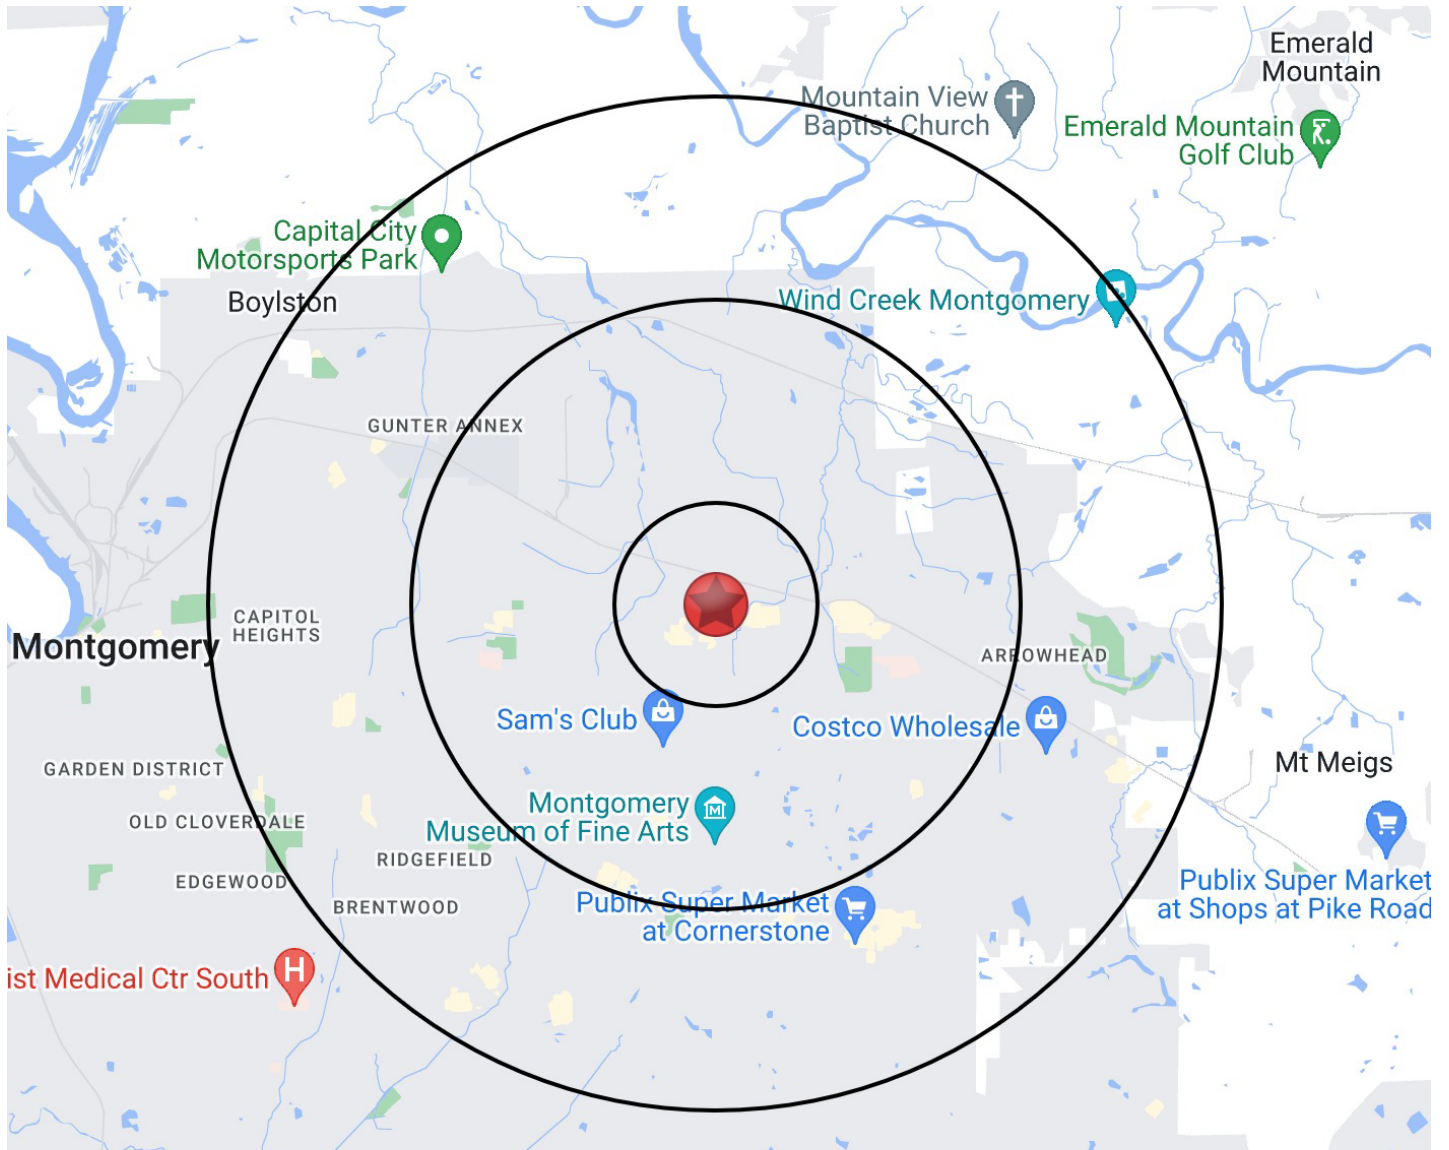 Emerald
Mountain
Mountain View
Baptist Church
Emerald Mountain
Golf Club
Capital City
Motorsports Park
Boylston
Wind Creek Montgomery
GUNTER ANNEX
CAPITOL
HEIGHTS
Montgomery
ARROWHEAD
Sam's Club
Costco Wholesale
GARDEN DISTRICT
Mt Meigs
Montgomery
Museum of Fine Arts
M
OLD CLOVERDALE
RIDGEFIELD
EDGEWOOD
BRENTWOOD
Publix Super Market
at Cornerstone
Publix Super Market
at Shops at Pike Road
ist Medical Ctr South
H